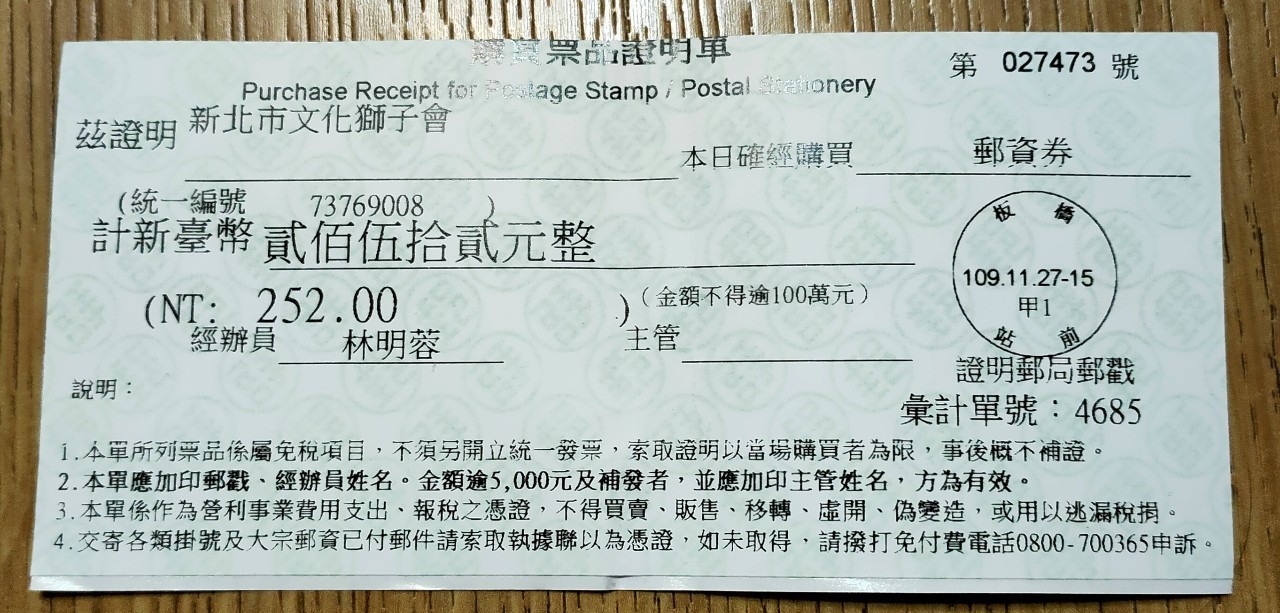 購買票品證明單
第 027473 號
Purchase Receipt for Postage Stamp / Postal Stationery
茲證明 新北市文化獅子會 本日確經購買 郵資券
(統一編號 73769008 )
計新臺幣 貳佰伍拾貳元整
(NT: 252.00 ) (金額不得逾100萬元)
經辦員 林明蓉 主管
板橋
109.11.27-15
甲1
站前
證明郵局郵戳
彙計單號：4685
說明：
1.本單所列票品係屬免稅項目，不須另開立統一發票，索取證明以當場購買者為限，事後概不補證。
2.本單應加印郵戳、經辦員姓名。金額逾5,000元及補發者，並應加印主管姓名，方為有效。
3.本單係作為營利事業費用支出、報稅之憑證，不得買賣、販售、移轉、虛開、偽變造，或用以逃漏稅捐。
4.交寄各類掛號及大宗郵資已付郵件請索取執據聯以為憑證，如未取得，請撥打免付費電話0800-700365申訴。